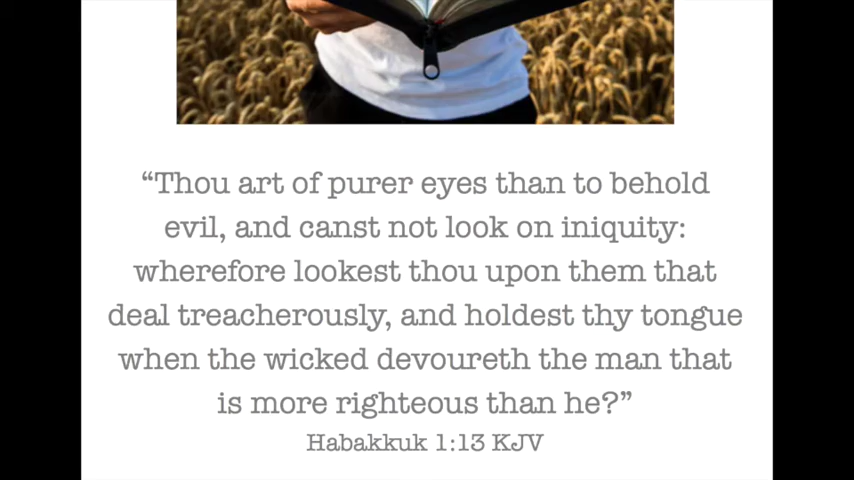 “Thou art of purer eyes than to behold
evil, and canst not look on iniquity:
wherefore lookest thou upon them that
deal treacherously, and holdest thy tongue
when the wicked devoureth the man that
is more righteous than he?”
Habakkuk 1:13 KJV